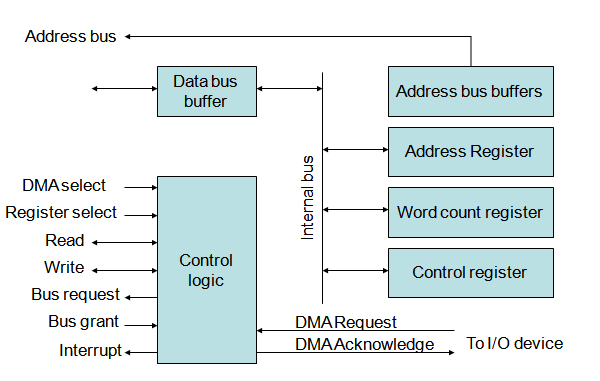 Address bus
Data bus
buffer
Address bus buffers
Address Register
Internal bus
Word count register
Control register
DMA select
Register select
Read
Write
Bus request
Bus grant
Interrupt
Control
logic
DMA Request
DMA Acknowledge
To I/O device